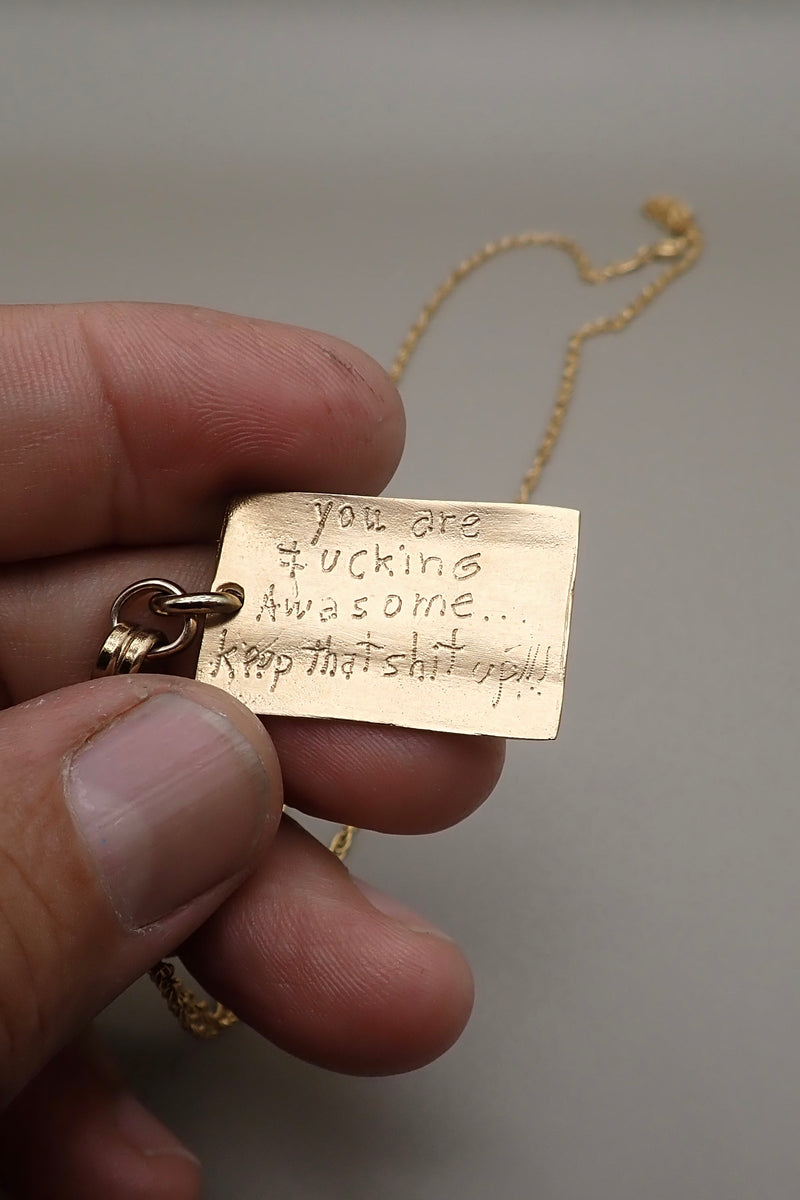 you are
fuckinG
Awasome...
keep that shit up!!!